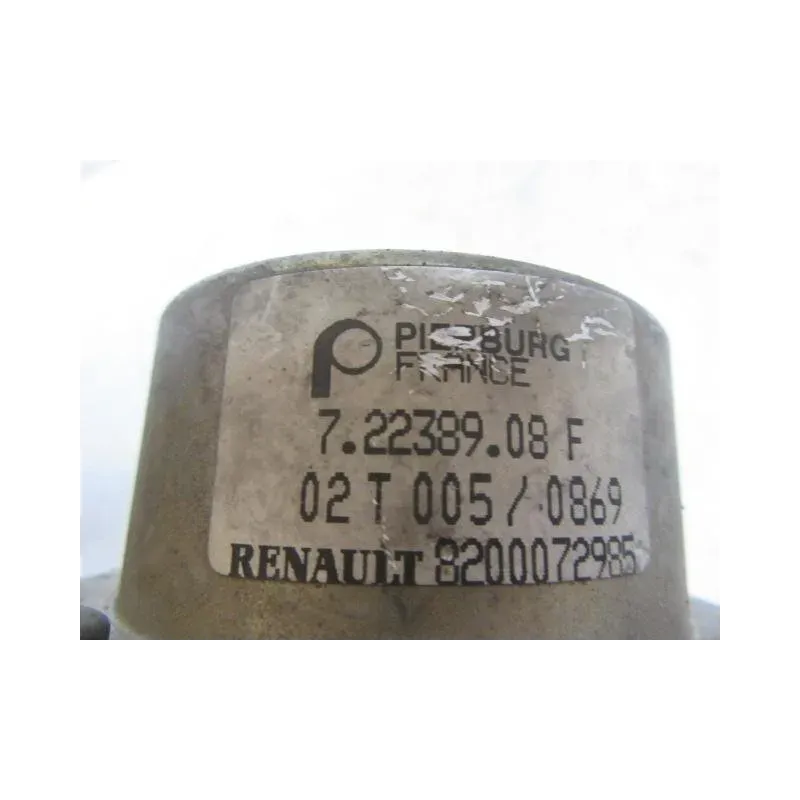 PIERBURG
FRANCE
7.22389.08 F
02 T 005 / 0869
RENAULT 8200072985